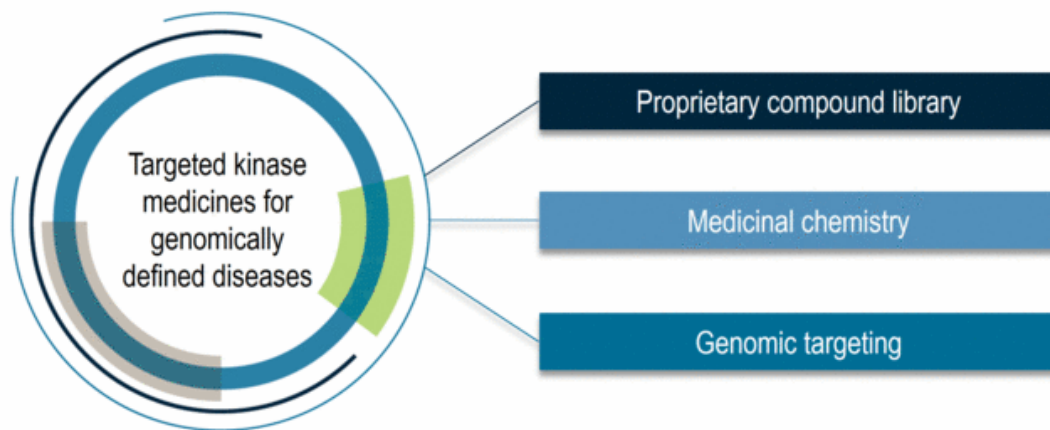 Targeted kinase
medicines for
genomically
defined diseases
Proprietary compound library
Medicinal chemistry
Genomic targeting